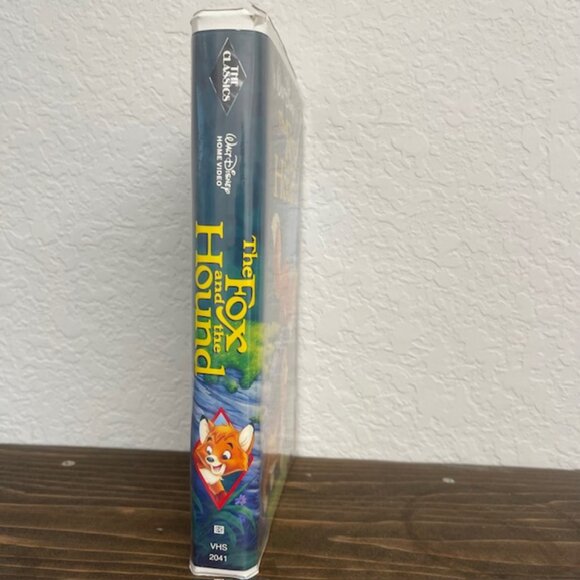 THE
CLASSICS
WALT DISNEY
HOME VIDEO
The Fox
and the
Hound
VHS
2041